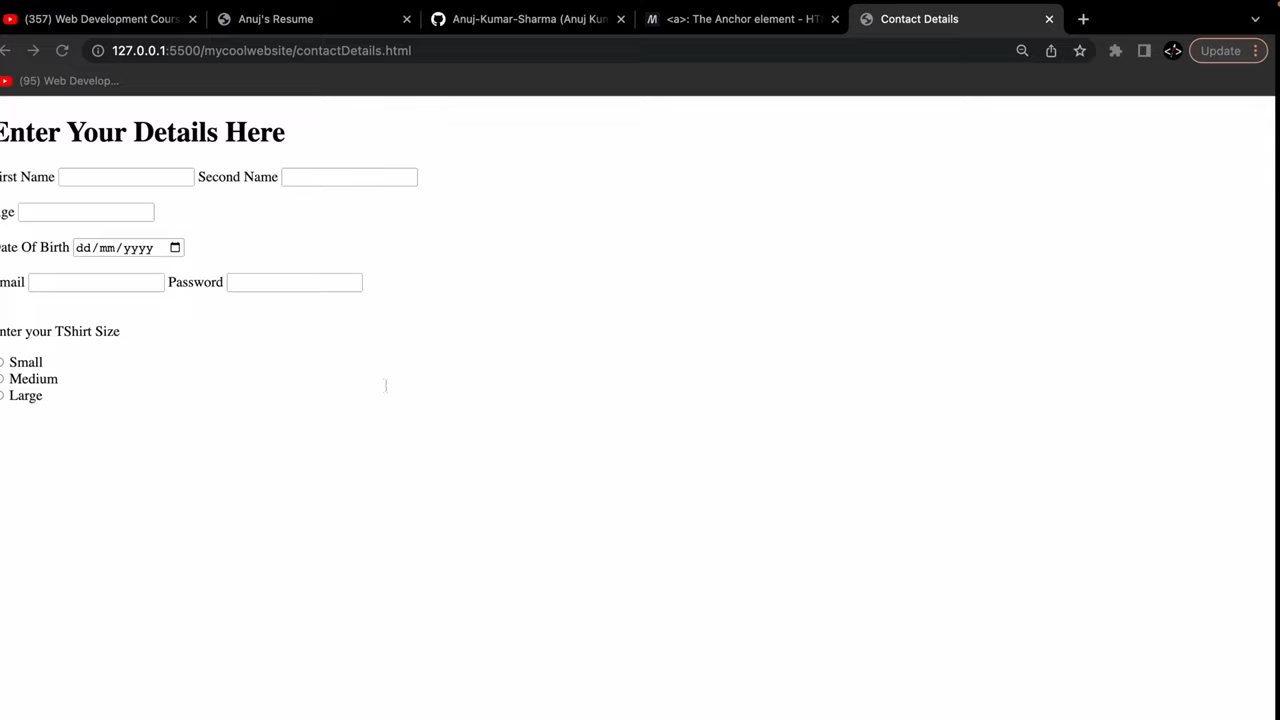 (357) Web Development Cours
Anuj's Resume
Anuj-Kumar-Sharma (Anuj Kun
<a>: The Anchor element - HT
Contact Details
127.0.0.1:5500/mycoolwebsite/contactDetails.html
Update
(95) Web Develop...
Enter Your Details Here
irst Name Second Name
ge
ate Of Birth dd/mm/yyyy
mail Password
nter your TShirt Size
Small
Medium
Large